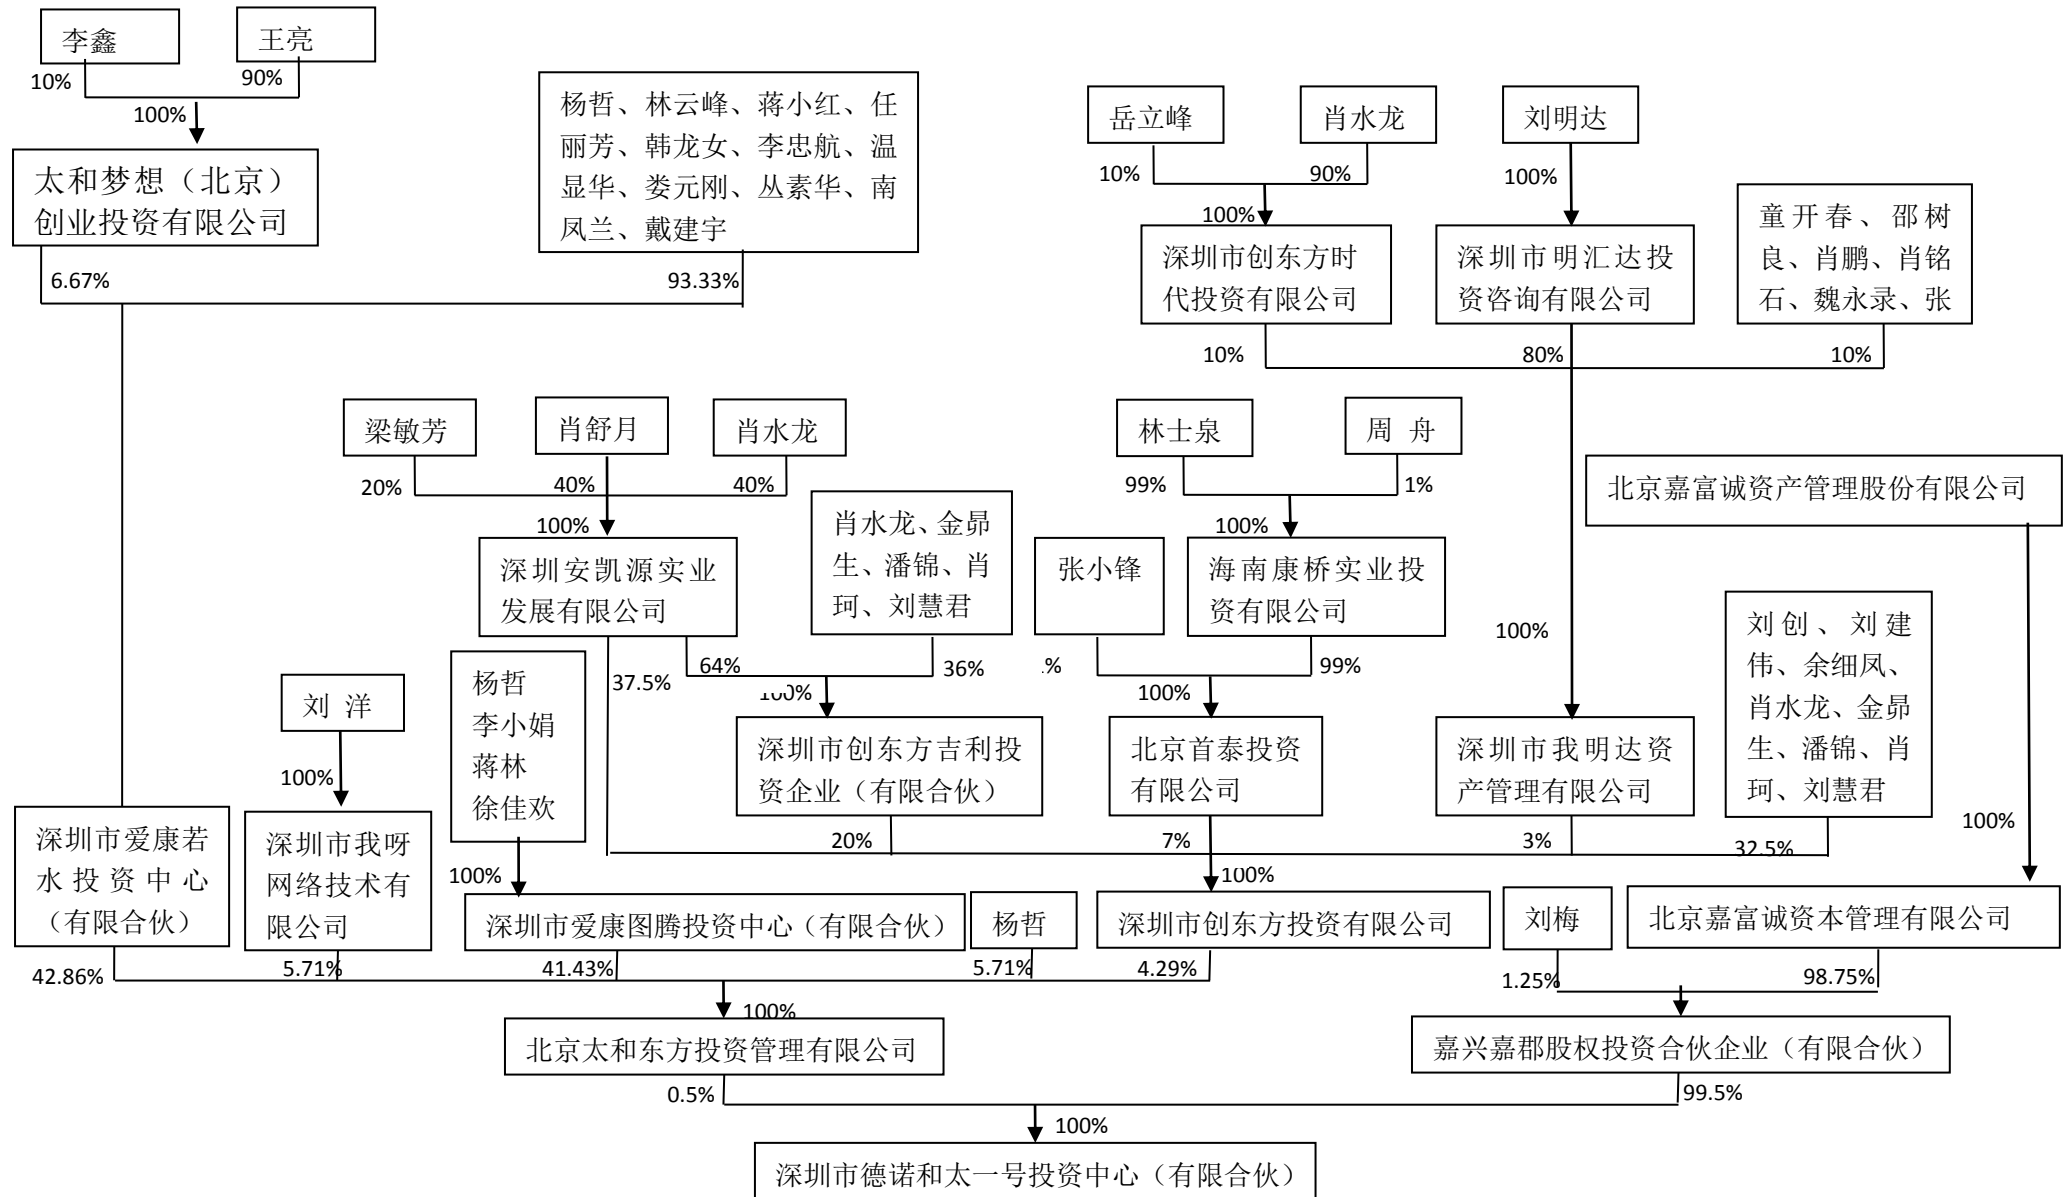 李鑫
王亮
10%
90%
100%
太和梦想（北京）
创业投资有限公司
杨哲、林云峰、蒋小红、任
丽芳、韩龙女、李忠航、温
显华、娄元刚、丛素华、南
凤兰、戴建宇
6.67%
93.33%
岳立峰
肖水龙
刘明达
10%
90%
100%
100%
深圳市创东方时
代投资有限公司
深圳市明汇达投
资咨询有限公司
童开春、邵树
良、肖鹏、肖铭
石、魏永录、张
10%
80%
10%
梁敏芳
肖舒月
肖水龙
20%
40%
40%
100%
深圳安凯源实业
发展有限公司
肖水龙、金昴
生、潘锦、肖
珂、刘慧君
林士泉
周 舟
99%
1%
100%
张小锋
海南康桥实业投
资有限公司
北京嘉富诚资产管理股份有限公司
37.5%
64%
36%
100%
.%
99%
100%
100%
刘创、刘建
伟、余细凤、
肖水龙、金昴
生、潘锦、肖
珂、刘慧君
刘 洋
100%
杨哲
李小娟
蒋林
徐佳欢
深圳市创东方吉利投
资企业（有限合伙）
北京首泰投资
有限公司
深圳市我明达资
产管理有限公司
20%
7%
3%
32.5%
100%
深圳市爱康若
水投资中心
（有限合伙）
深圳市我呀
网络技术有
限公司
100%
深圳市爱康图腾投资中心（有限合伙）
杨哲
100%
深圳市创东方投资有限公司
刘梅
北京嘉富诚资本管理有限公司
42.86%
5.71%
41.43%
5.71%
4.29%
1.25%
98.75%
100%
北京太和东方投资管理有限公司
嘉兴嘉郡股权投资合伙企业（有限合伙）
0.5%
99.5%
100%
深圳市德诺和太一号投资中心（有限合伙）